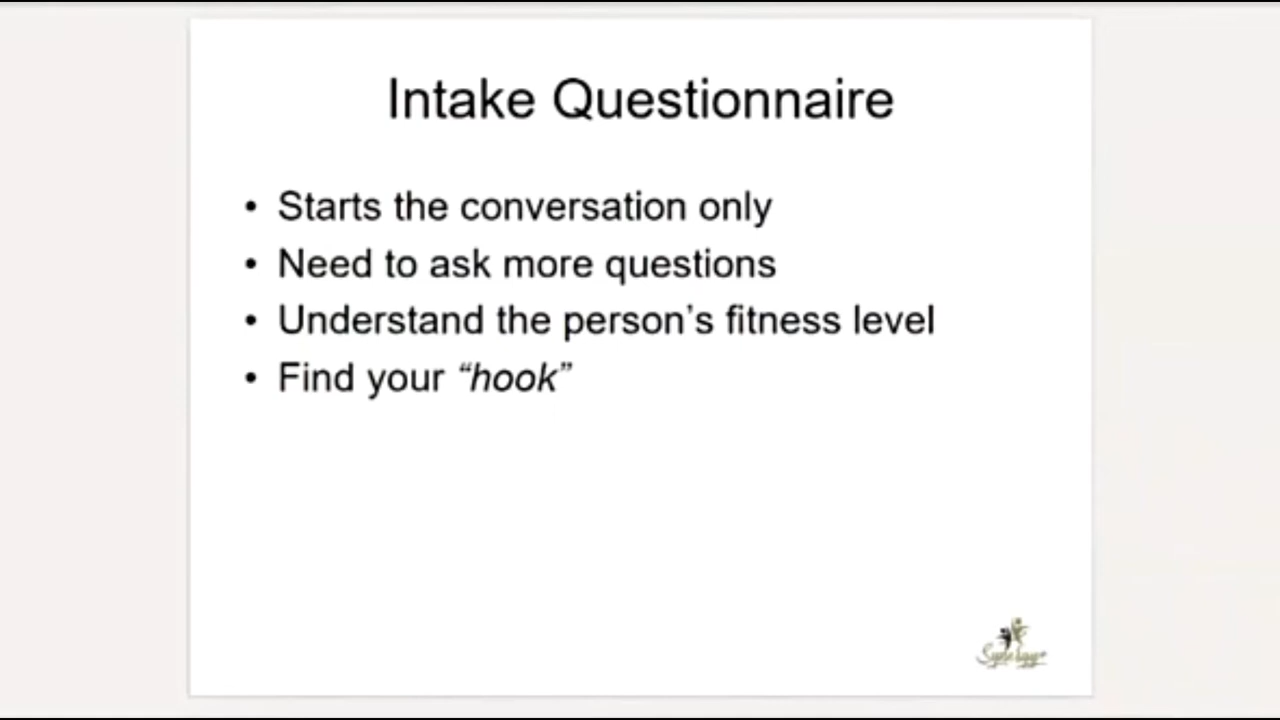 Intake Questionnaire
• Starts the conversation only
• Need to ask more questions
• Understand the person’s fitness level
• Find your “hook”